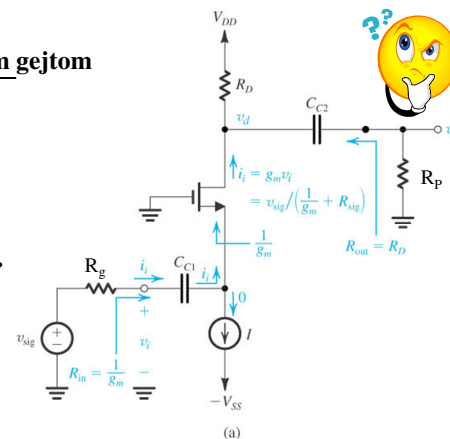 m gejtom
??
V_DD
R_D
C_C2
v_d
i_i = g_m v_i
= v_sig/(1/g_m + R_sig)
R_P
1/g_m
R_out = R_D
R_g
i_i
C_C1
i_i
0
+
v_sig
+
−
v_i
I
R_in = 1/g_m
−
−V_SS
(a)